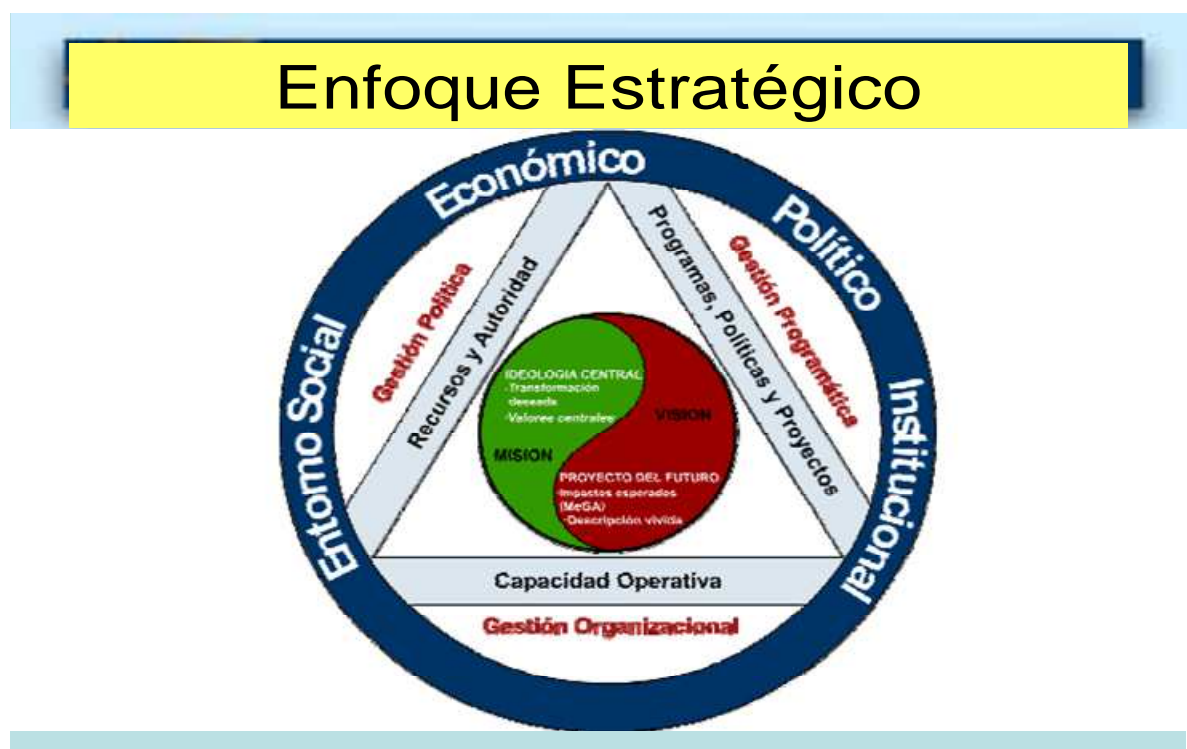 Enfoque Estratégico
Entorno Social
Económico
Político
Institucional
Gestión Política
Recursos y Autoridad
Programas, Políticas y Proyectos
Gestión Programática
IDEOLOGIA CENTRAL
-Transformación
deseada
-Valores centrales
MISION
VISION
PROYECTO DEL FUTURO
-Impactos esperados
(MeGA)
-Descripción vívida
Capacidad Operativa
Gestión Organizacional